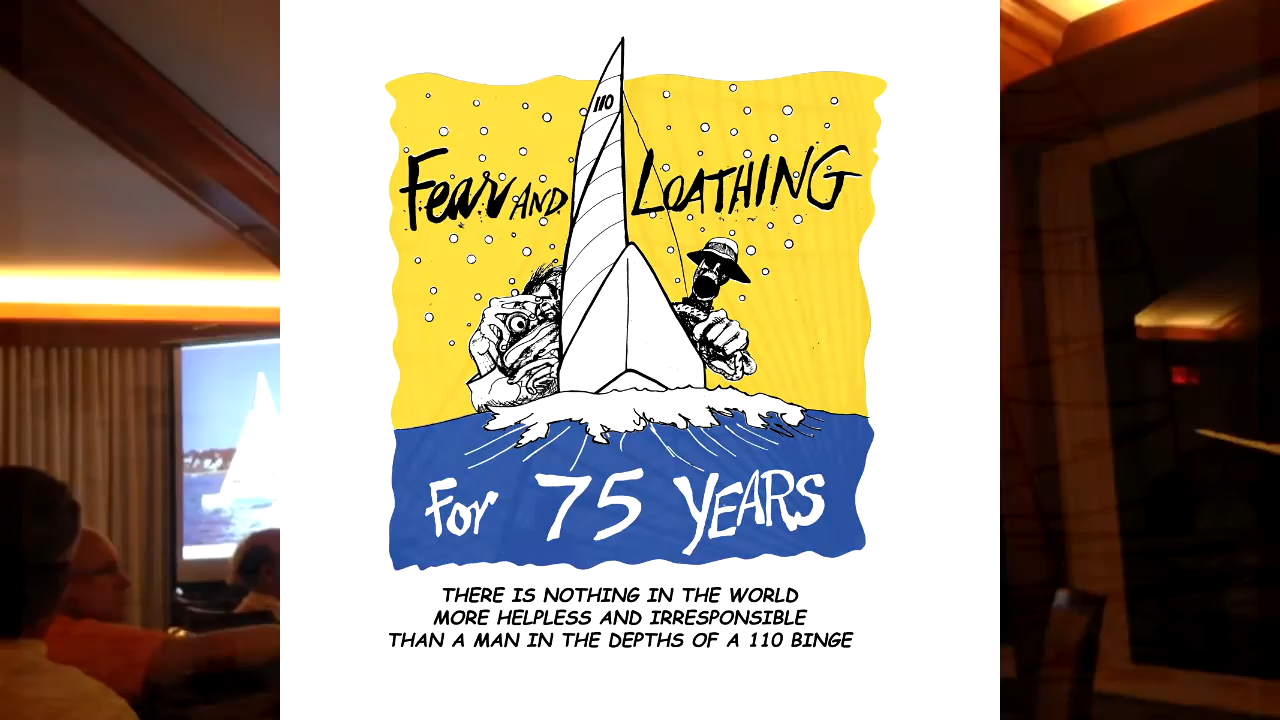 110
Fear AND LOATHING
For 75 YEARS
THERE IS NOTHING IN THE WORLD
MORE HELPLESS AND IRRESPONSIBLE
THAN A MAN IN THE DEPTHS OF A 110 BINGE